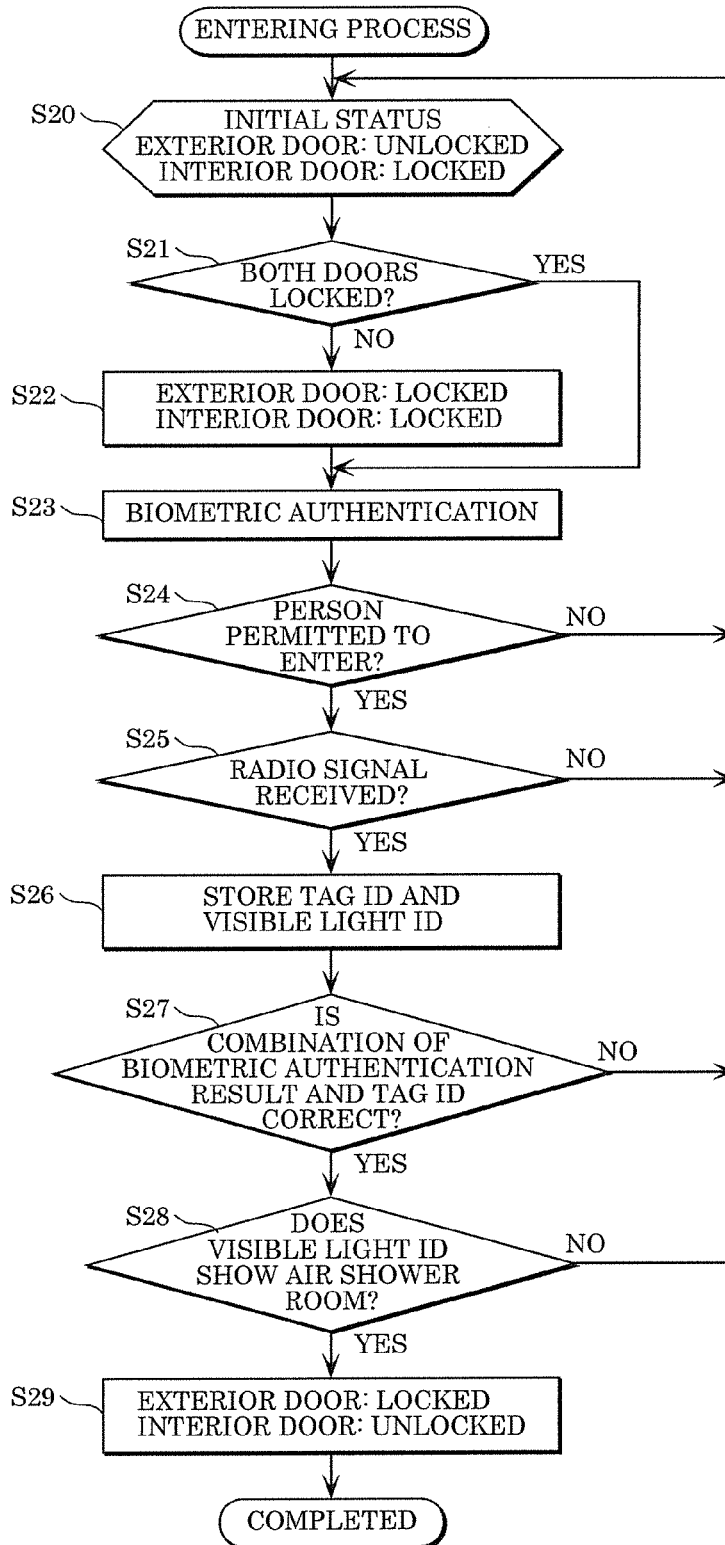 ENTERING PROCESS
S20
INITIAL STATUS
EXTERIOR DOOR: UNLOCKED
INTERIOR DOOR: LOCKED
S21
BOTH DOORS
LOCKED?
YES
NO
S22
EXTERIOR DOOR: LOCKED
INTERIOR DOOR: LOCKED
S23
BIOMETRIC AUTHENTICATION
S24
PERSON
PERMITTED TO
ENTER?
NO
YES
S25
RADIO SIGNAL
RECEIVED?
NO
YES
S26
STORE TAG ID AND
VISIBLE LIGHT ID
S27
IS
COMBINATION OF
BIOMETRIC AUTHENTICATION
RESULT AND TAG ID
CORRECT?
NO
YES
S28
DOES
VISIBLE LIGHT ID
SHOW AIR SHOWER
ROOM?
NO
YES
S29
EXTERIOR DOOR: LOCKED
INTERIOR DOOR: UNLOCKED
COMPLETED